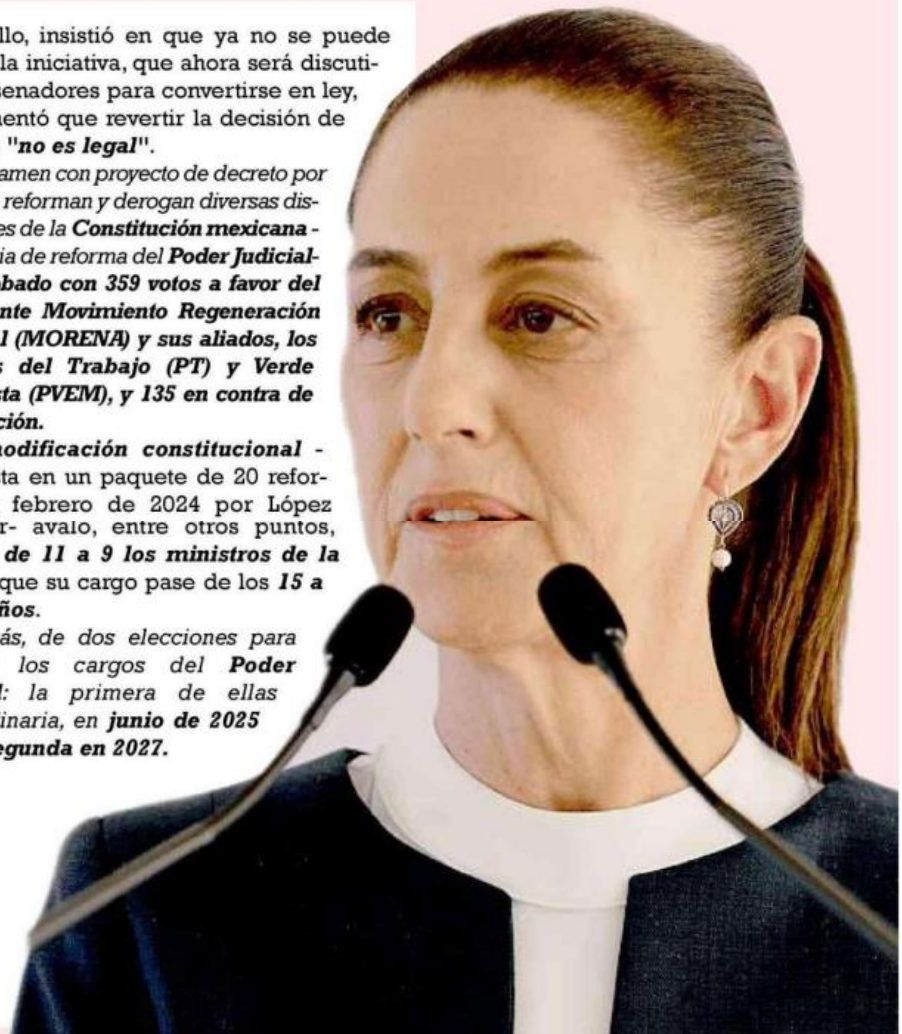 llo, insistió en que ya no se puede
la iniciativa, que ahora será discuti-
senadores para convertirse en ley,
entó que revertir la decisión de
"no es legal".
amen con proyecto de decreto por
reforman y derogan diversas dis-
es de la Constitución mexicana -
ia de reforma del Poder Judicial-
bado con 359 votos a favor del
nte Movimiento Regeneración
l (MORENA) y sus aliados, los
s del Trabajo (PT) y Verde
sta (PVEM), y 135 en contra de
ción.
modificación constitucional -
sta en un paquete de 20 refor-
febrero de 2024 por López
r- avaló, entre otros puntos,
de 11 a 9 los ministros de la
que su cargo pase de los 15 a
ños.
ás, de dos elecciones para
los cargos del Poder
l: la primera de ellas
linaria, en junio de 2025
egunda en 2027.